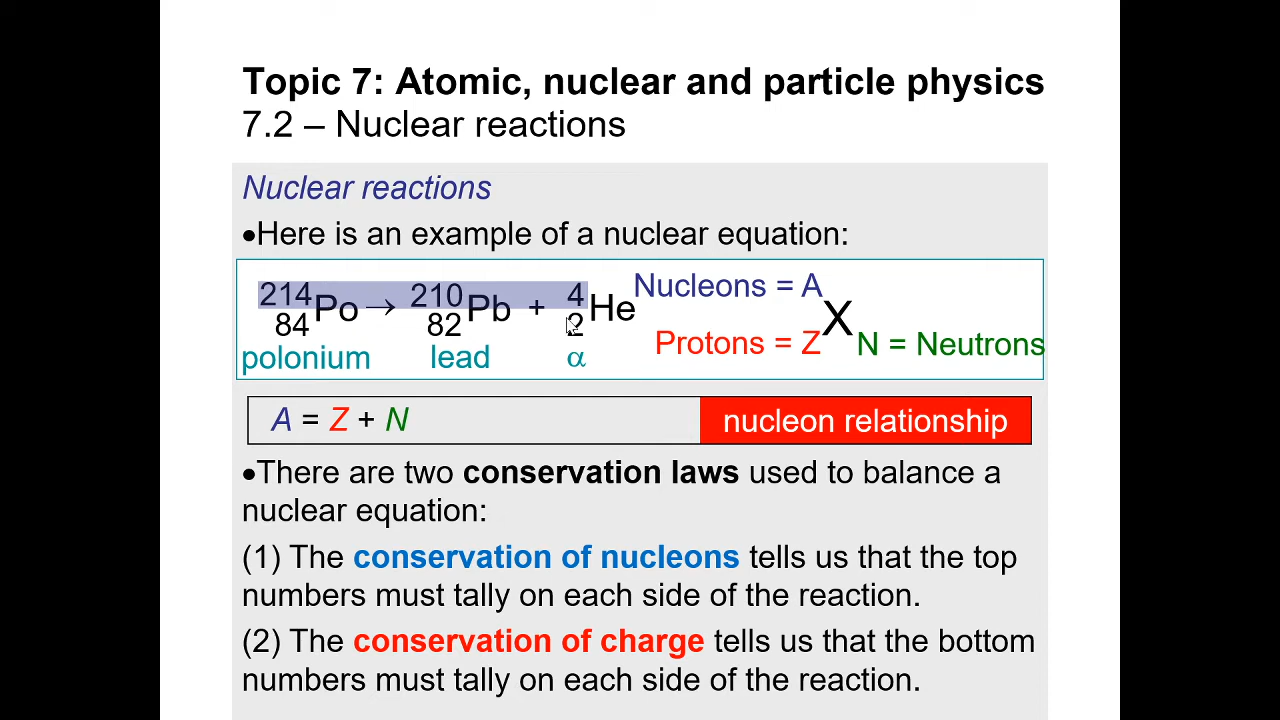 Topic 7: Atomic, nuclear and particle physics
7.2 – Nuclear reactions
Nuclear reactions
•Here is an example of a nuclear equation:
214 210 4 Nucleons = A
Po → Pb + He X
84 82 2 Protons = Z N = Neutrons
polonium lead α
A = Z + N nucleon relationship
•There are two conservation laws used to balance a
nuclear equation:
(1) The conservation of nucleons tells us that the top
numbers must tally on each side of the reaction.
(2) The conservation of charge tells us that the bottom
numbers must tally on each side of the reaction.